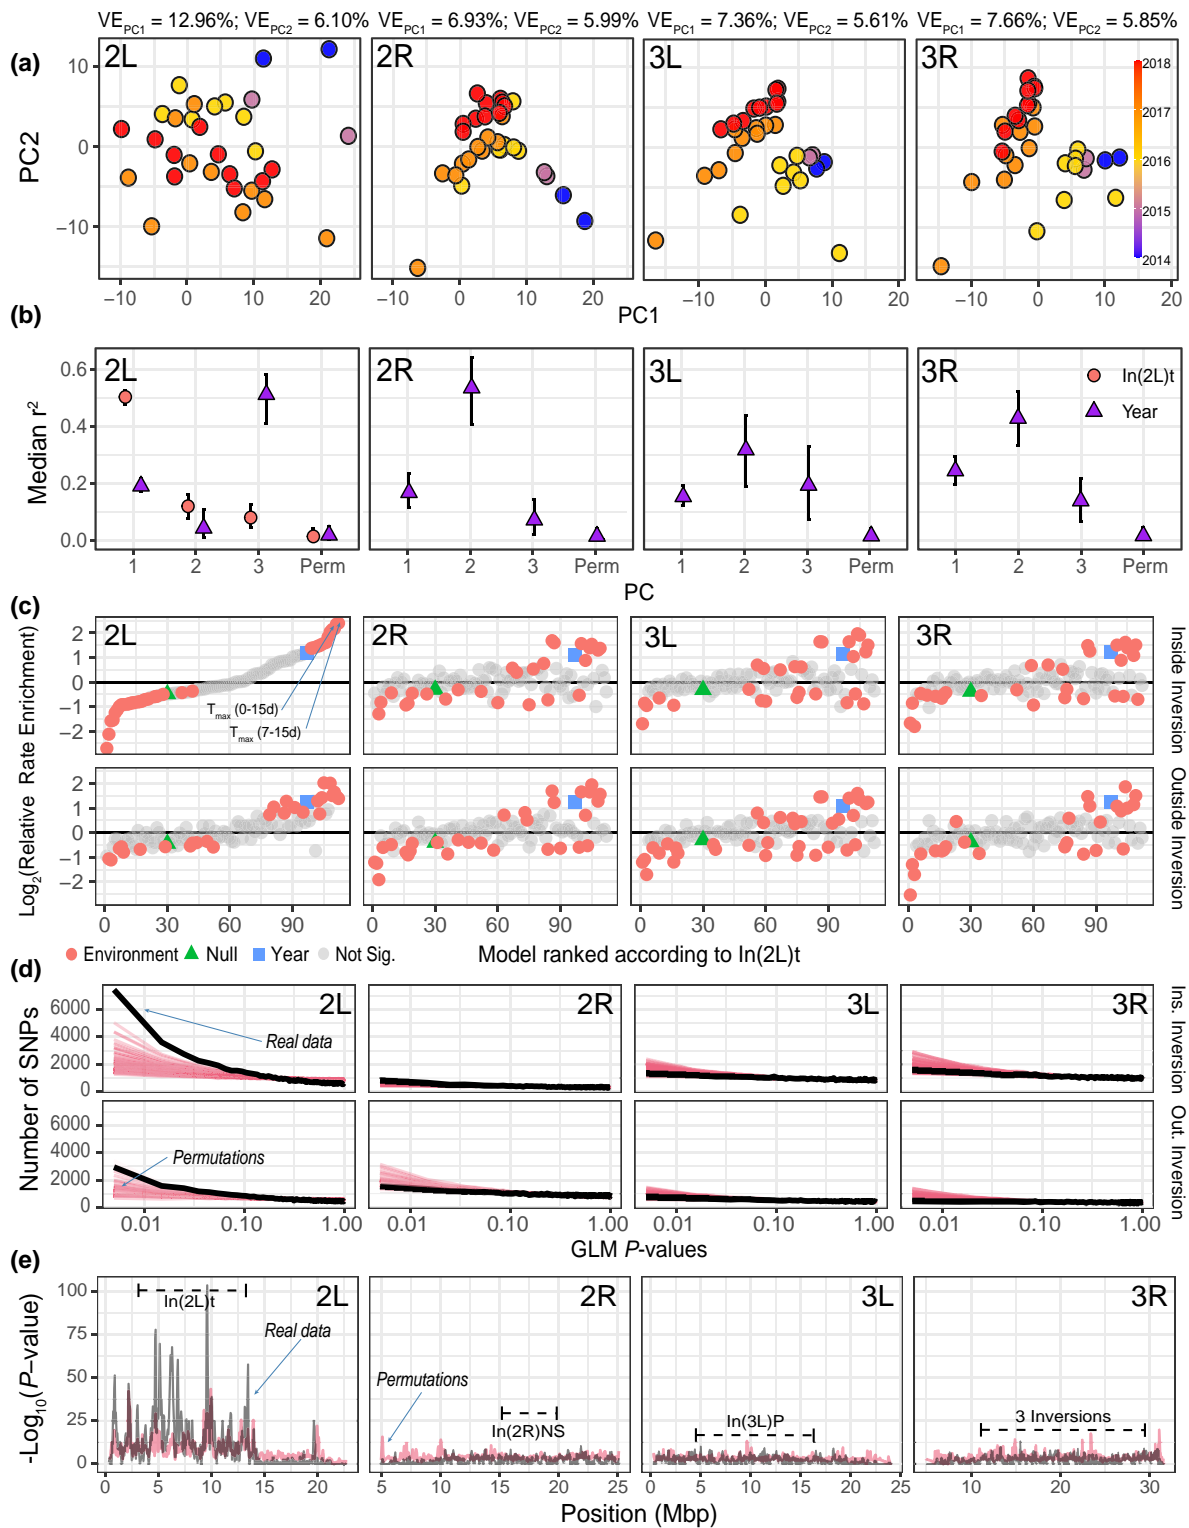 VE_PC1 = 12.96%; VE_PC2 = 6.10%
VE_PC1 = 6.93%; VE_PC2 = 5.99%
VE_PC1 = 7.36%; VE_PC2 = 5.61%
VE_PC1 = 7.66%; VE_PC2 = 5.85%
(a)
2L
2R
3L
3R
PC2
10
0
−10
2018
2017
2016
2015
2014
−10 0 10 20
−10 0 10 20
−10 0 10 20
−10 0 10 20
PC1
(b)
2L
2R
3L
3R
In(2L)t
Year
Median r²
0.6
0.4
0.2
0.0
1 2 3 Perm
1 2 3 Perm
1 2 3 Perm
1 2 3 Perm
PC
(c)
2L
2R
3L
3R
Log₂(Relative Rate Enrichment)
2
1
0
−1
−2
T_max (0-15d)
T_max (7-15d)
Inside Inversion
2
1
0
−1
−2
Outside Inversion
0 30 60 90
0 30 60 90
0 30 60 90
0 30 60 90
Environment
Null
Year
Not Sig.
Model ranked according to In(2L)t
(d)
2L
2R
3L
3R
Number of SNPs
6000
4000
2000
0
Real data
Ins. Inversion
6000
4000
2000
0
Permutations
Out. Inversion
0.01 0.10 1.00
0.01 0.10 1.00
0.01 0.10 1.00
0.01 0.10 1.00
GLM P-values
(e)
2L
2R
3L
3R
-Log₁₀(P−value)
100
75
50
25
0
In(2L)t
Real data
Permutations
In(2R)NS
In(3L)P
3 Inversions
0 5 10 15 20
5 10 15 20 25
0 5 10 15 20 25
10 20 30
Position (Mbp)